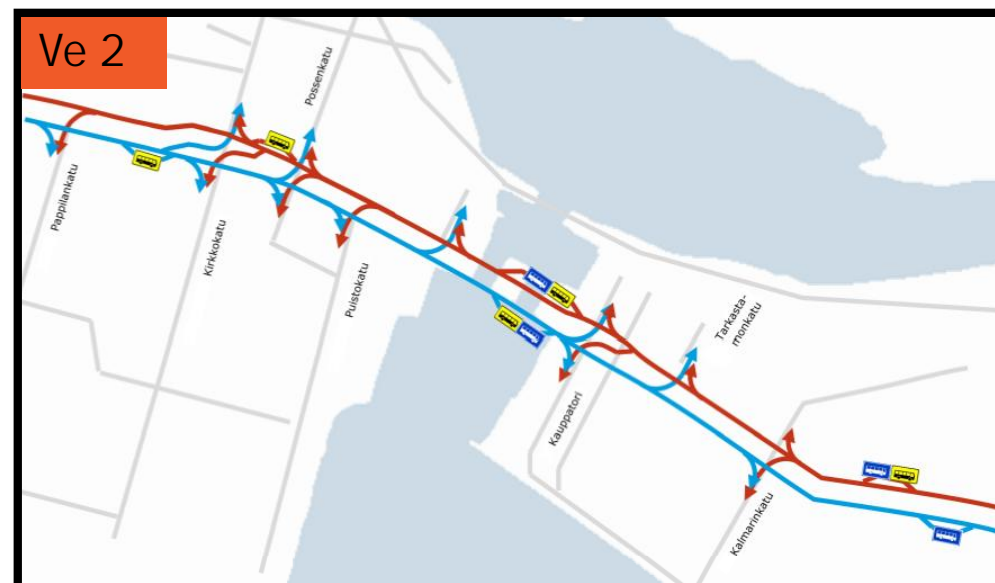 Ve 2
Possenkatu
Pappilankatu
Kirkkokatu
Puistokatu
Tarkasta-
monkatu
Kauppatori
Kalmarinkatu